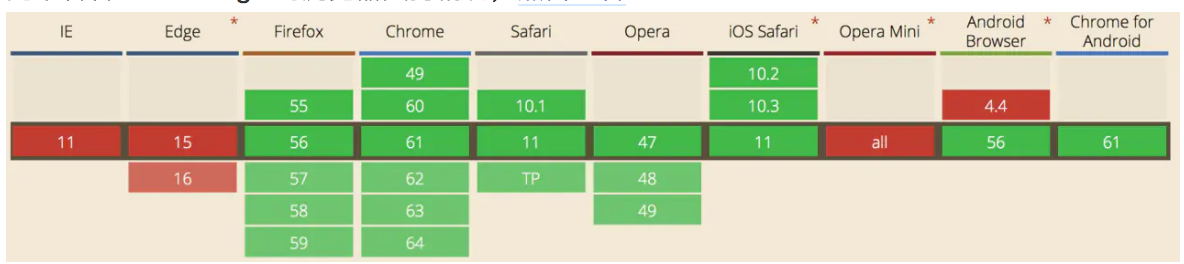 IE Edge * Firefox Chrome Safari Opera iOS Safari * Opera Mini * Android Browser * Chrome for Android
49 10.2
55 60 10.1 10.3 4.4
11 15 56 61 11 47 11 all 56 61
16 57 62 TP 48
58 63 49
59 64